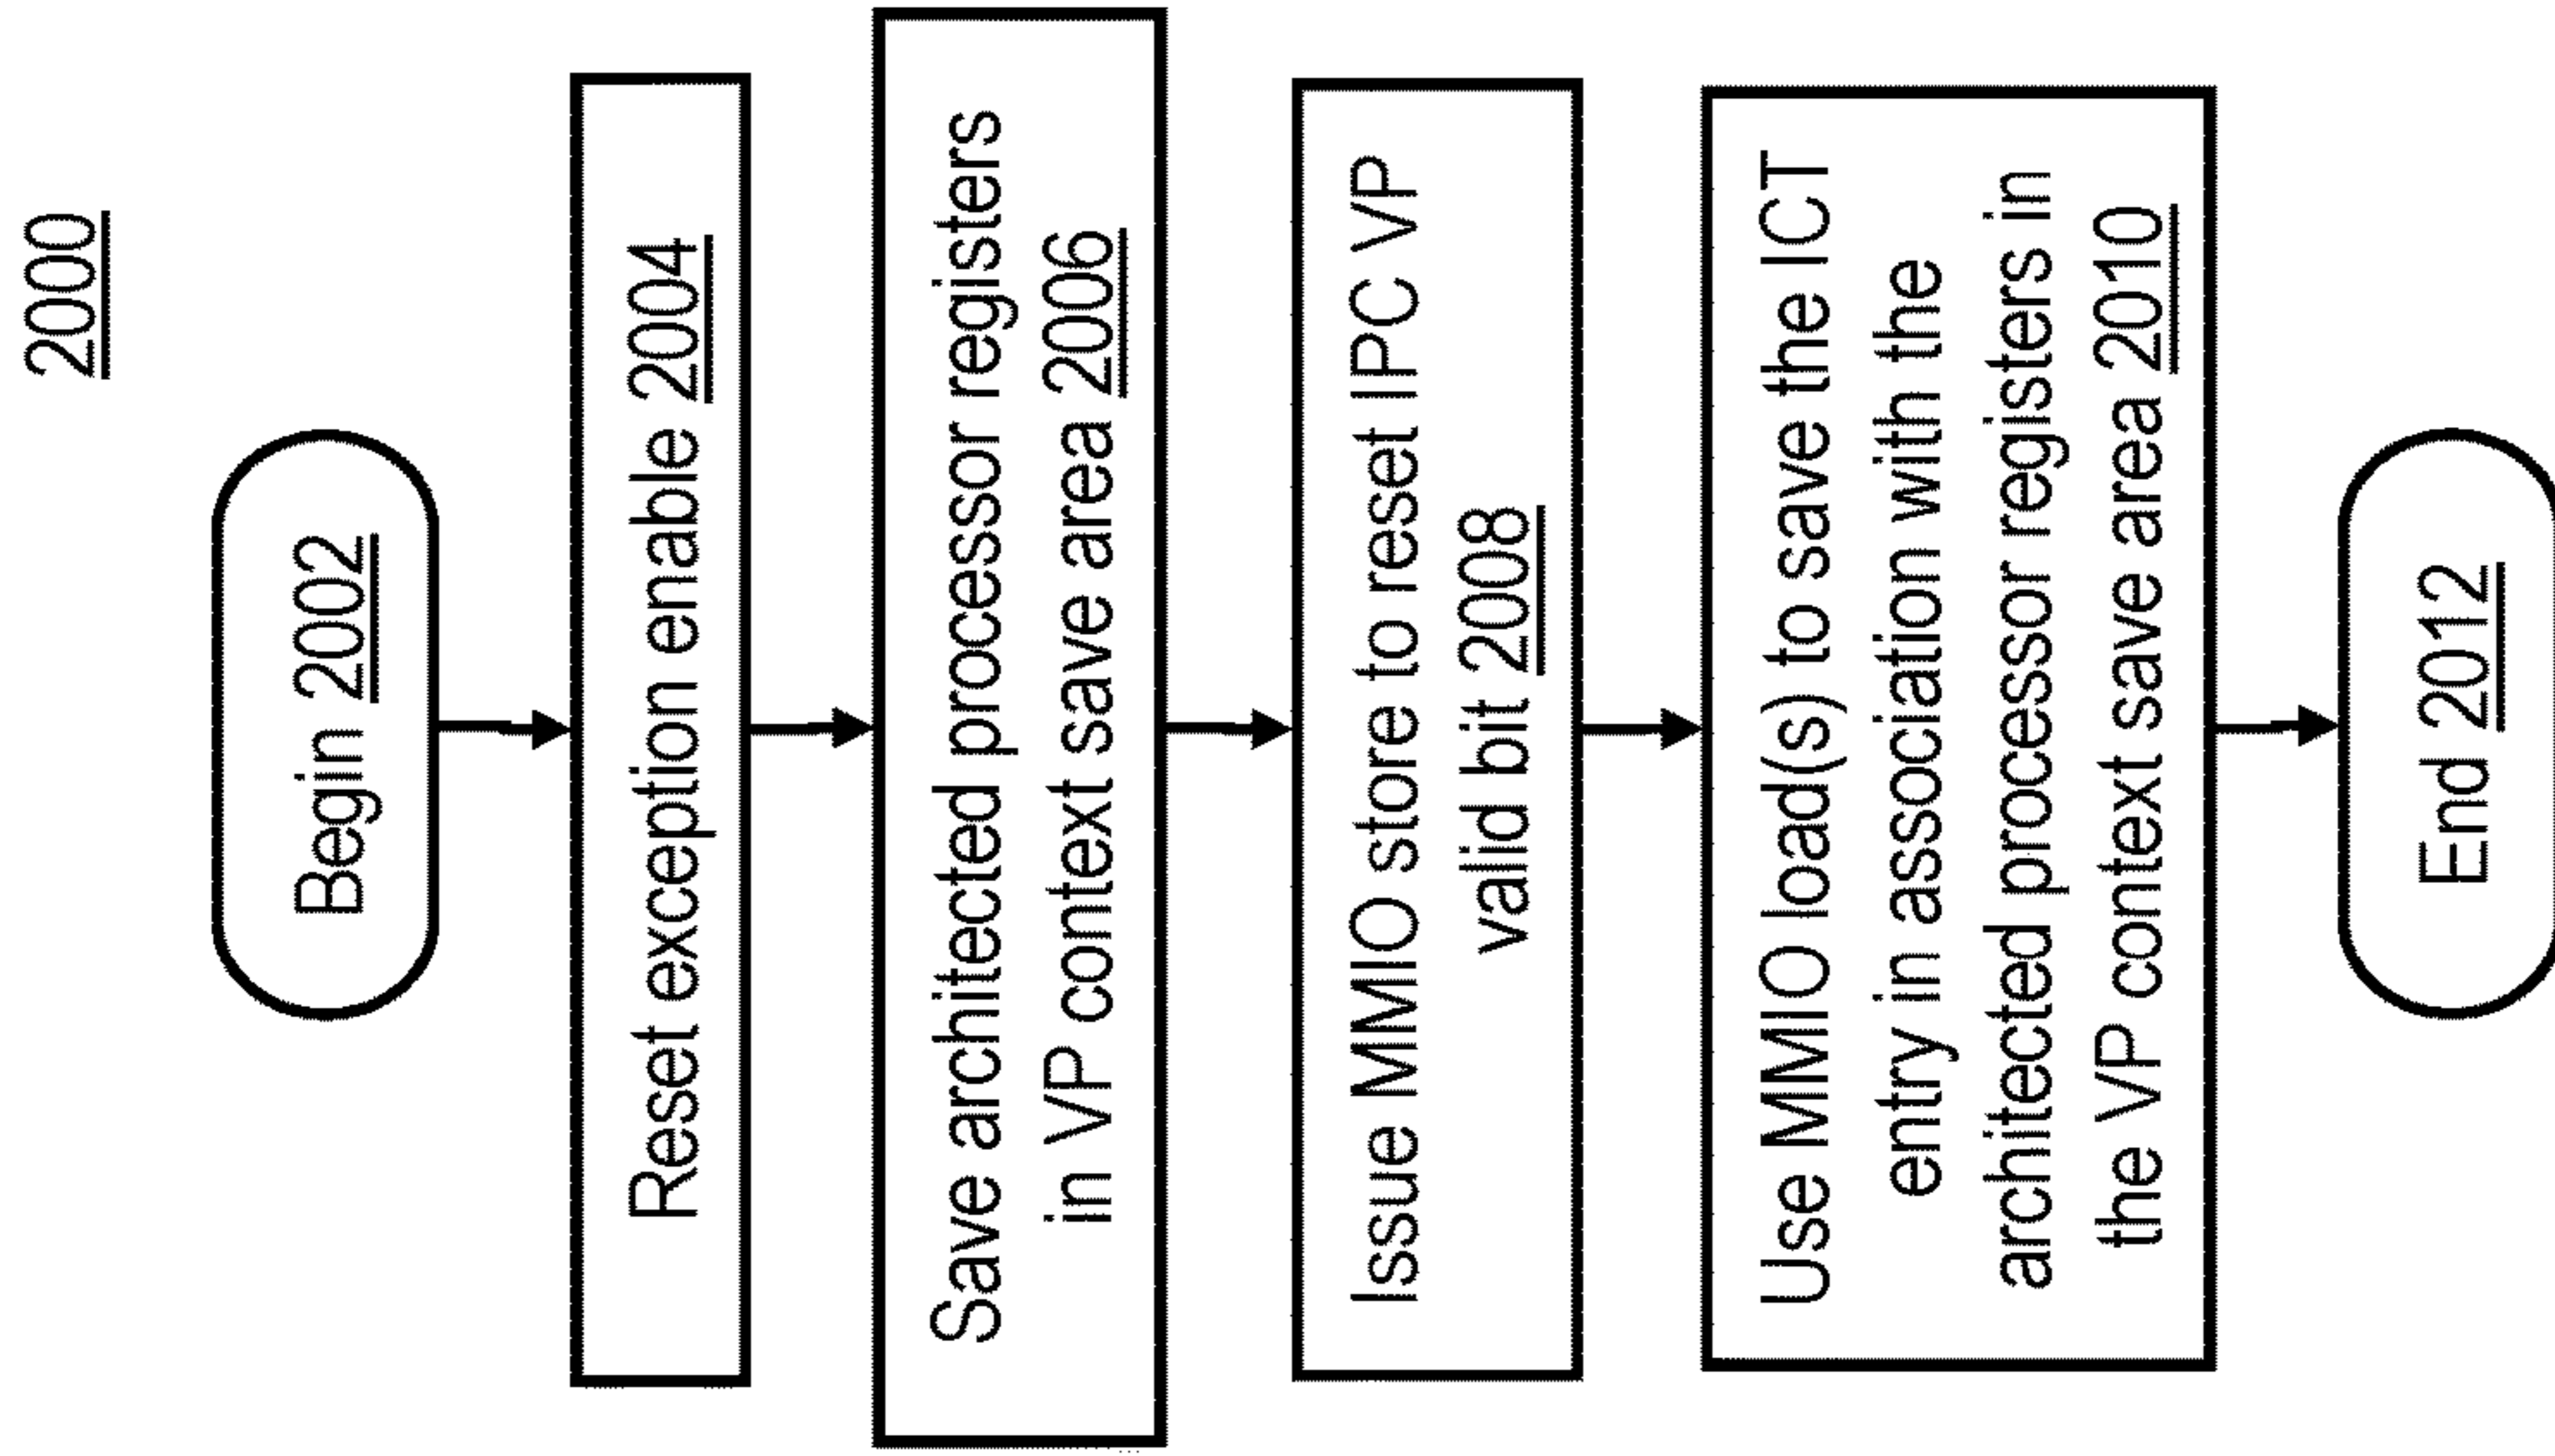 2000
Begin 2002
Reset exception enable 2004
Save architected processor registers
in VP context save area 2006
Issue MMIO store to reset IPC VP
valid bit 2008
Use MMIO load(s) to save the ICT
entry in association with the
architected processor registers in
the VP context save area 2010
End 2012